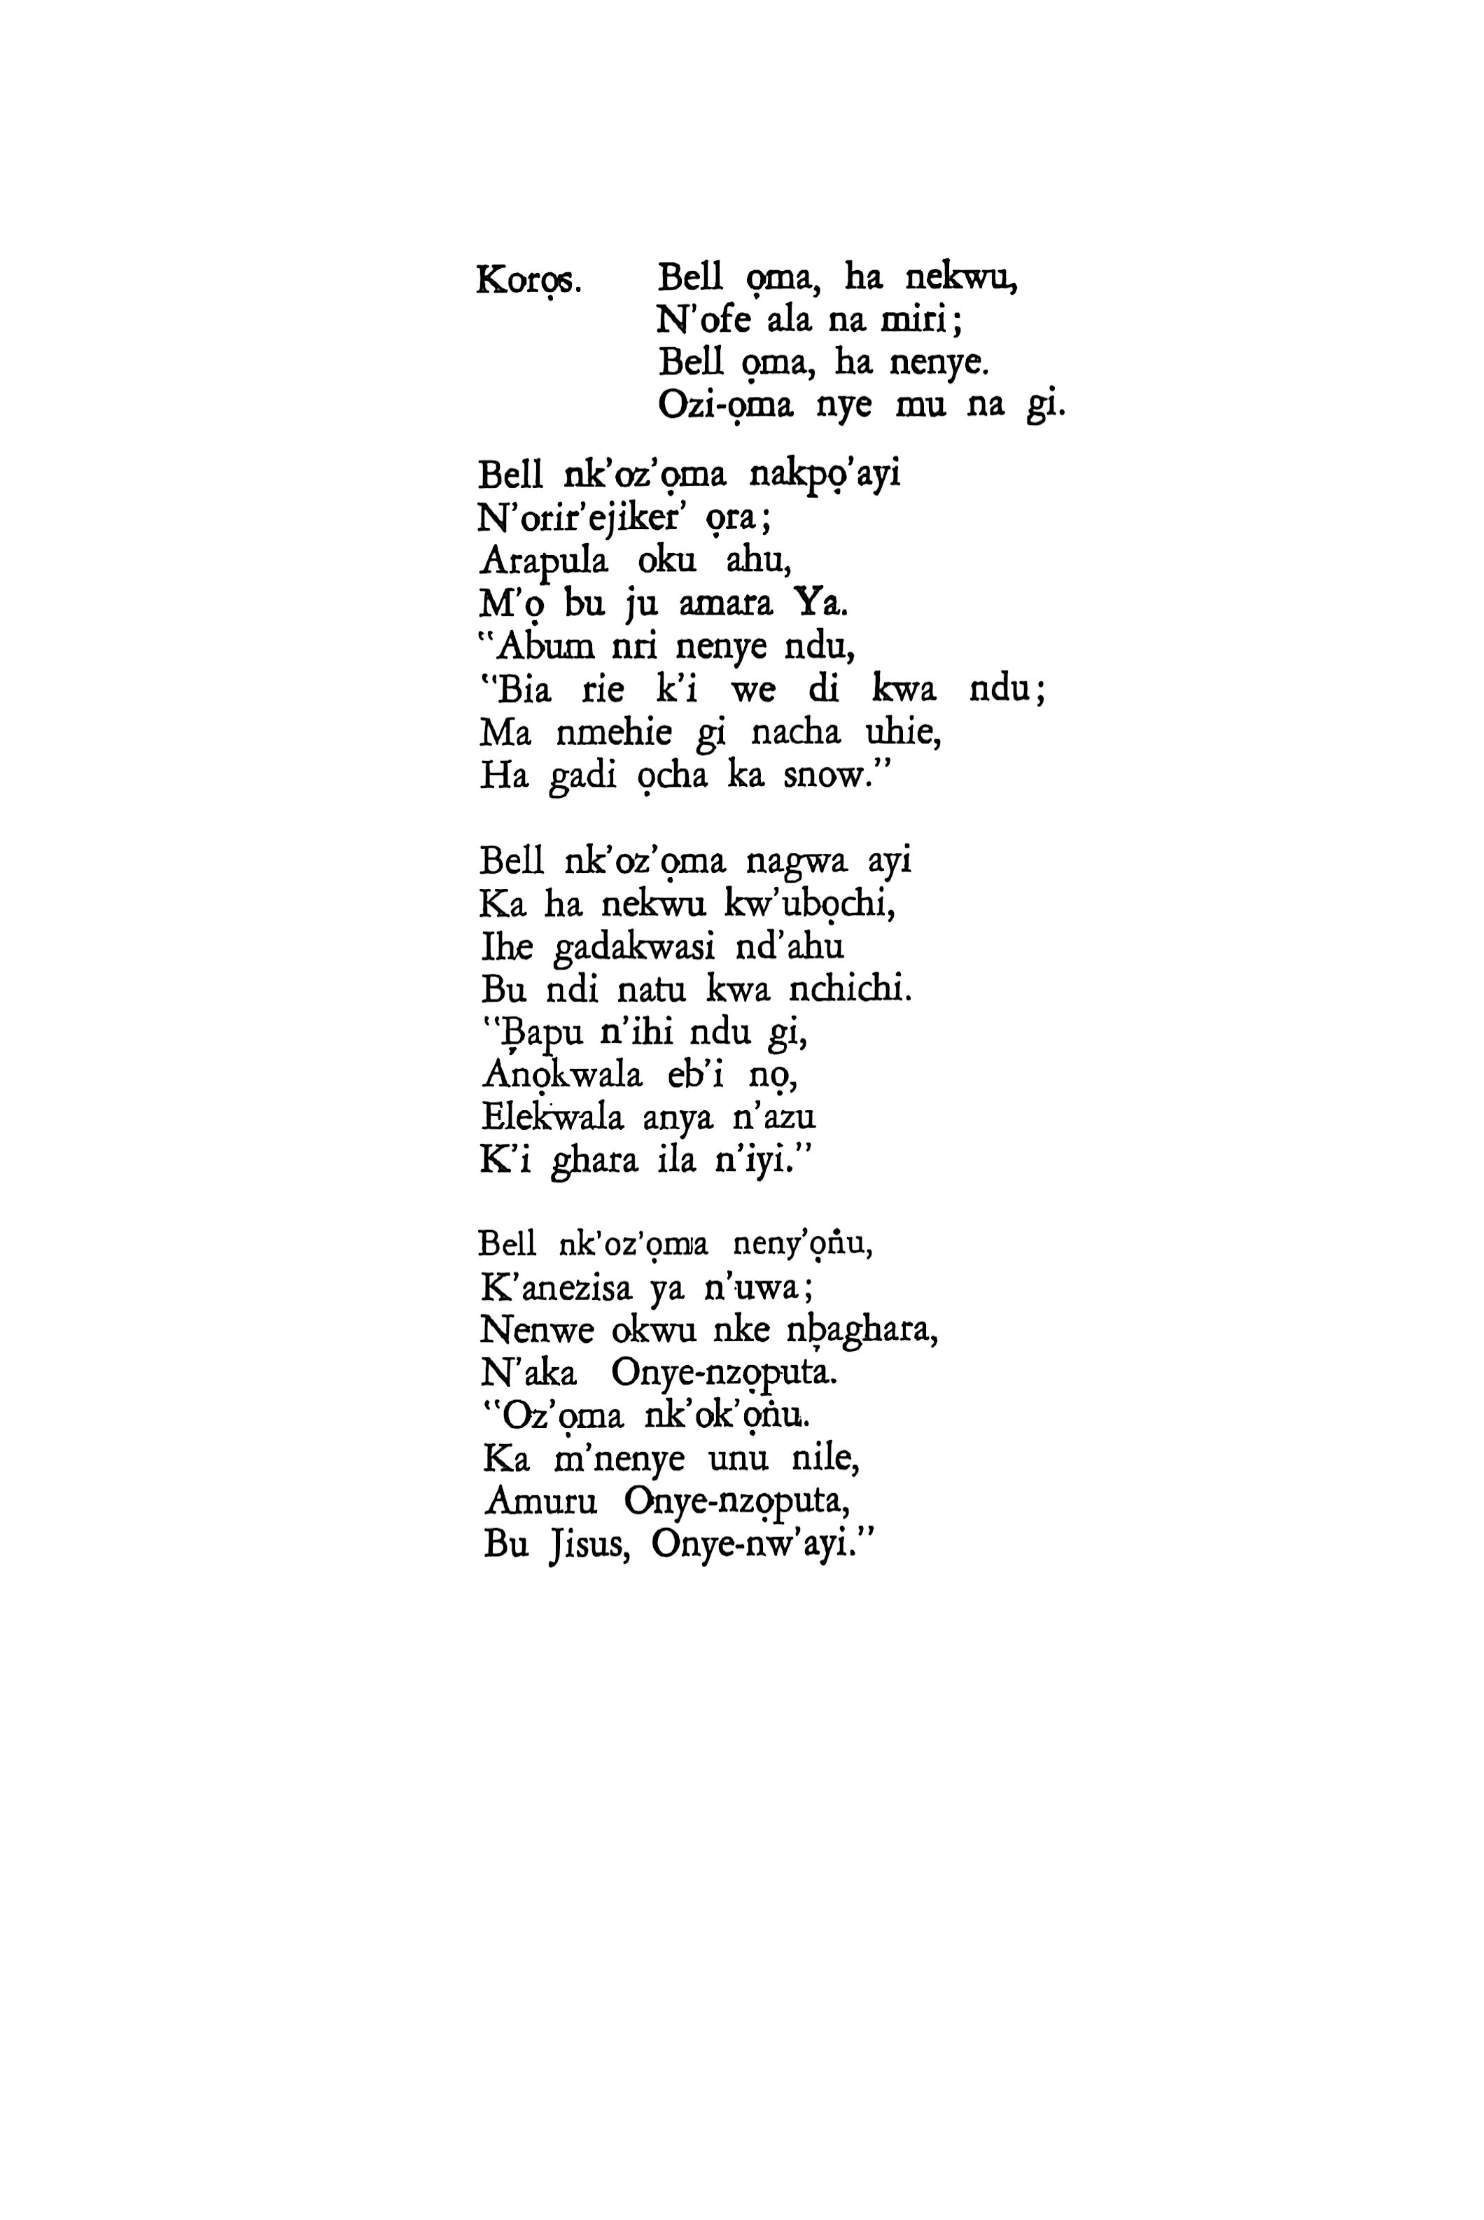 Korọs. Bell ọma, ha nekwu,
N'ofe ala na miri;
Bell ọma, ha nenye.
Ozi-ọma nye mu na gi.
Bell nk'oz'ọma nakpọ'ayi
N'orir'ejiker' ọra;
Arapula oku ahu,
M'ọ bu ju amara Ya.
"Abum nri nenye ndu,
"Bia rie k'i we di kwa ndu;
Ma nmehie gi nacha uhie,
Ha gadi ọcha ka snow."
Bell nk'oz'ọma nagwa ayi
Ka ha nekwu kw'ubọchi,
Ihe gadakwasi nd'ahu
Bu ndi natu kwa nchichi.
"Ḅapu n'ihi ndu gi,
Anọkwala eb'i nọ,
Elekwala anya n'azu
K'i ghara ila n'iyi."
Bell nk'oz'ọma neny'ọṅu,
K'anezisa ya n'uwa;
Nenwe okwu nke nḅaghara,
N'aka Onye-nzọputa.
"Oz'ọma nk'ok'ọṅu.
Ka ṁ'nenye unu nile,
Amuru Onye-nzọputa,
Bu Jisus, Onye-nw'ayi."